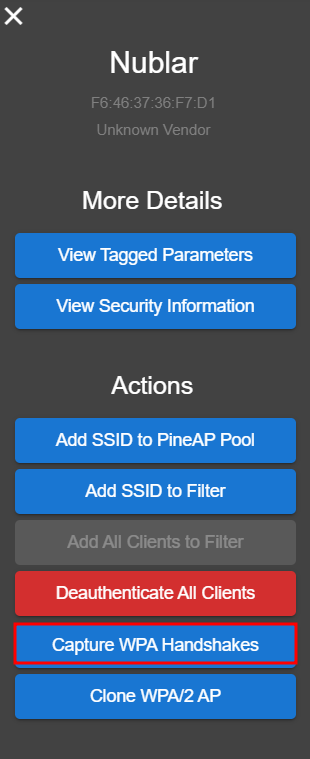 Nublar
F6:46:37:36:F7:D1
Unknown Vendor
More Details
View Tagged Parameters
View Security Information
Actions
Add SSID to PineAP Pool
Add SSID to Filter
Add All Clients to Filter
Deauthenticate All Clients
Capture WPA Handshakes
Clone WPA/2 AP